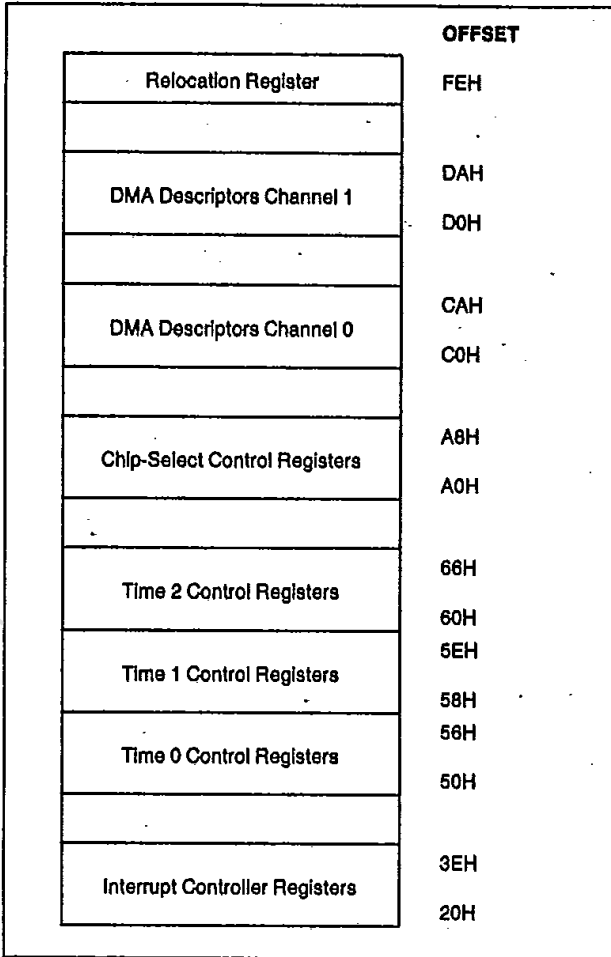 OFFSET
Relocation Register FEH
DAH
DMA Descriptors Channel 1
D0H
CAH
DMA Descriptors Channel 0
C0H
A8H
Chip-Select Control Registers
A0H
66H
Time 2 Control Registers
60H
5EH
Time 1 Control Registers
58H
56H
Time 0 Control Registers
50H
3EH
Interrupt Controller Registers
20H